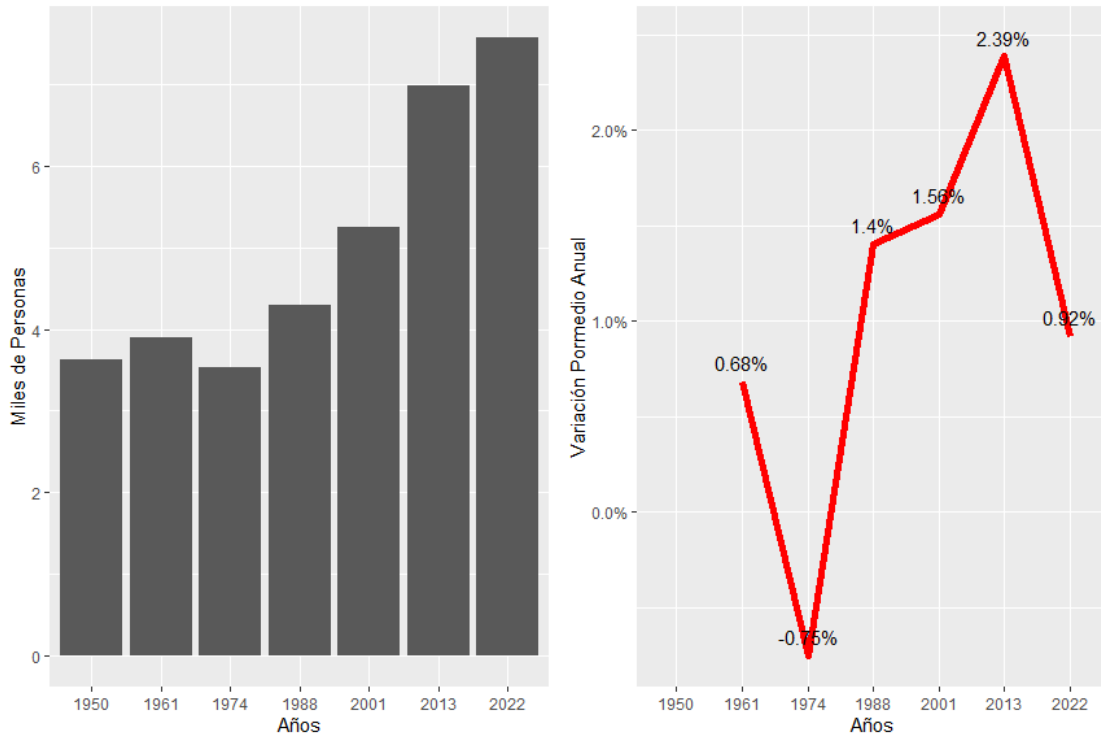 Miles de Personas
6
4
2
0
1950 1961 1974 1988 2001 2013 2022
Años
Variación Pormedio Anual
2.0%
1.0%
0.0%
0.68%
-0.75%
1.4%
1.56%
2.39%
0.92%
1950 1961 1974 1988 2001 2013 2022
Años